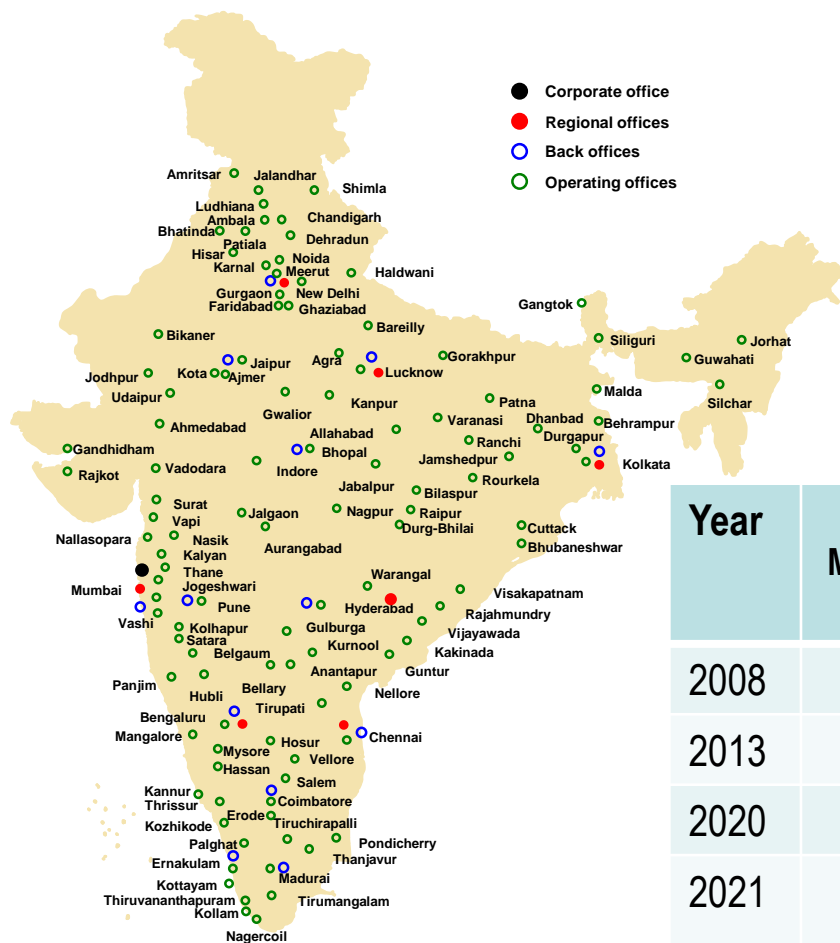 Corporate office
Regional offices
Back offices
Operating offices
Amritsar
Jalandhar
Shimla
Ludhiana
Ambala
Chandigarh
Bhatinda
Patiala
Dehradun
Hisar
Noida
Karnal
Meerut
Haldwani
Gurgaon
New Delhi
Faridabad
Ghaziabad
Gangtok
Bikaner
Bareilly
Siliguri
Jorhat
Jaipur
Agra
Gorakhpur
Guwahati
Jodhpur
Kota
Ajmer
Lucknow
Udaipur
Malda
Silchar
Gwalior
Kanpur
Patna
Ahmedabad
Varanasi
Dhanbad
Behrampur
Allahabad
Durgapur
Gandhidham
Bhopal
Ranchi
Rajkot
Vadodara
Indore
Jamshedpur
Kolkata
Jabalpur
Rourkela
Bilaspur
Surat
Jalgaon
Nagpur
Raipur
Vapi
Durg-Bhilai
Cuttack
Nallasopara
Nasik
Aurangabad
Bhubaneshwar
Kalyan
Thane
Warangal
Mumbai
Jogeshwari
Visakapatnam
Vashi
Pune
Hyderabad
Rajahmundry
Kolhapur
Gulburga
Vijayawada
Satara
Kurnool
Kakinada
Belgaum
Anantapur
Guntur
Panjim
Hubli
Bellary
Nellore
Tirupati
Bengaluru
Mangalore
Hosur
Chennai
Mysore
Vellore
Hassan
Salem
Kannur
Coimbatore
Thrissur
Erode
Kozhikode
Tiruchirapalli
Palghat
Pondicherry
Thanjavur
Ernakulam
Madurai
Kottayam
Thiruvananthapuram
Tirumangalam
Kollam
Nagercoil
Year
M
2008
2013
2020
2021